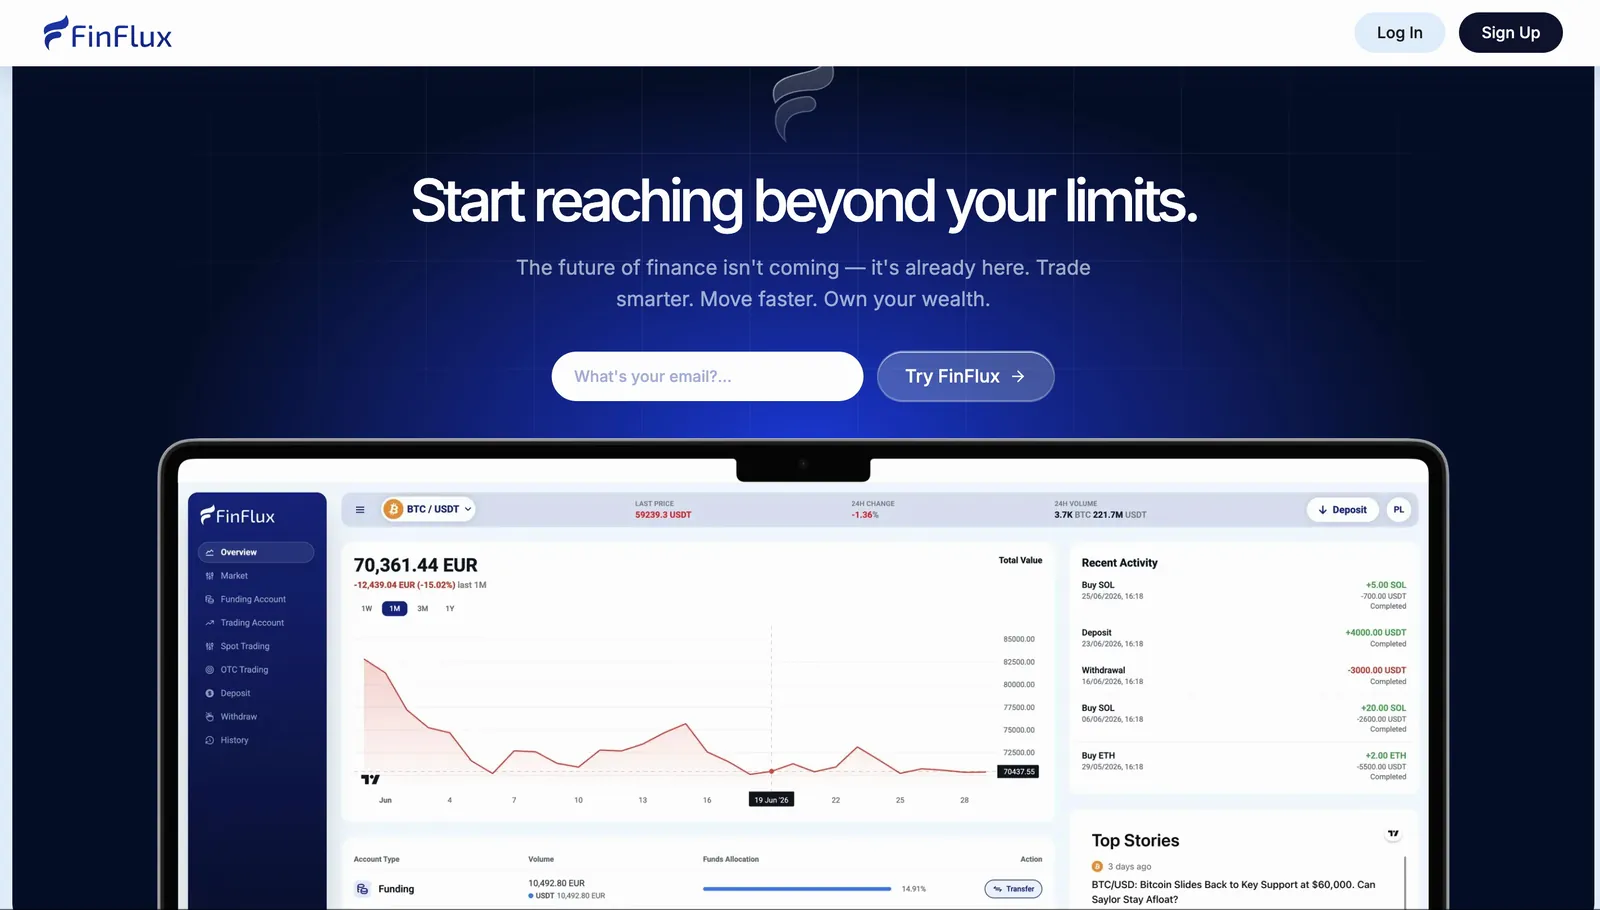 FinFlux
Log In
Sign Up
Start reaching beyond your limits.
The future of finance isn't coming — it's already here. Trade
smarter. Move faster. Own your wealth.
What's your email?...
Try FinFlux →
FinFlux
Overview
Market
Funding Account
Trading Account
Spot Trading
OTC Trading
Deposit
Withdraw
History
BTC / USDT
LAST PRICE
59239.3 USDT
24H CHANGE
-1.36%
24H VOLUME
3.7K BTC 221.7M USDT
Deposit
PL
70,361.44 EUR
-12,439.04 EUR (-15.02%) last 1M
Total Value
1W 1M 3M 1Y
85000.00
82500.00
80000.00
77500.00
75000.00
72500.00
70437.55
Jun 4 7 10 13 16 19 Jun '26 22 25 28
Recent Activity
Buy SOL +5.00 SOL
25/06/2026, 16:18 -700.00 USDT
Completed
Deposit +4000.00 USDT
23/06/2026, 16:18 Completed
Withdrawal -3000.00 USDT
16/06/2026, 16:18 Completed
Buy SOL +20.00 SOL
06/06/2026, 16:18 -2600.00 USDT
Completed
Buy ETH +2.00 ETH
29/05/2026, 16:18 -5500.00 USDT
Completed
Account Type Volume Funds Allocation Action
Funding
10,492.80 EUR
USDT 10,492.80 EUR
14.91%
Transfer
Top Stories
3 days ago
BTC/USD: Bitcoin Slides Back to Key Support at $60,000. Can
Saylor Stay Afloat?